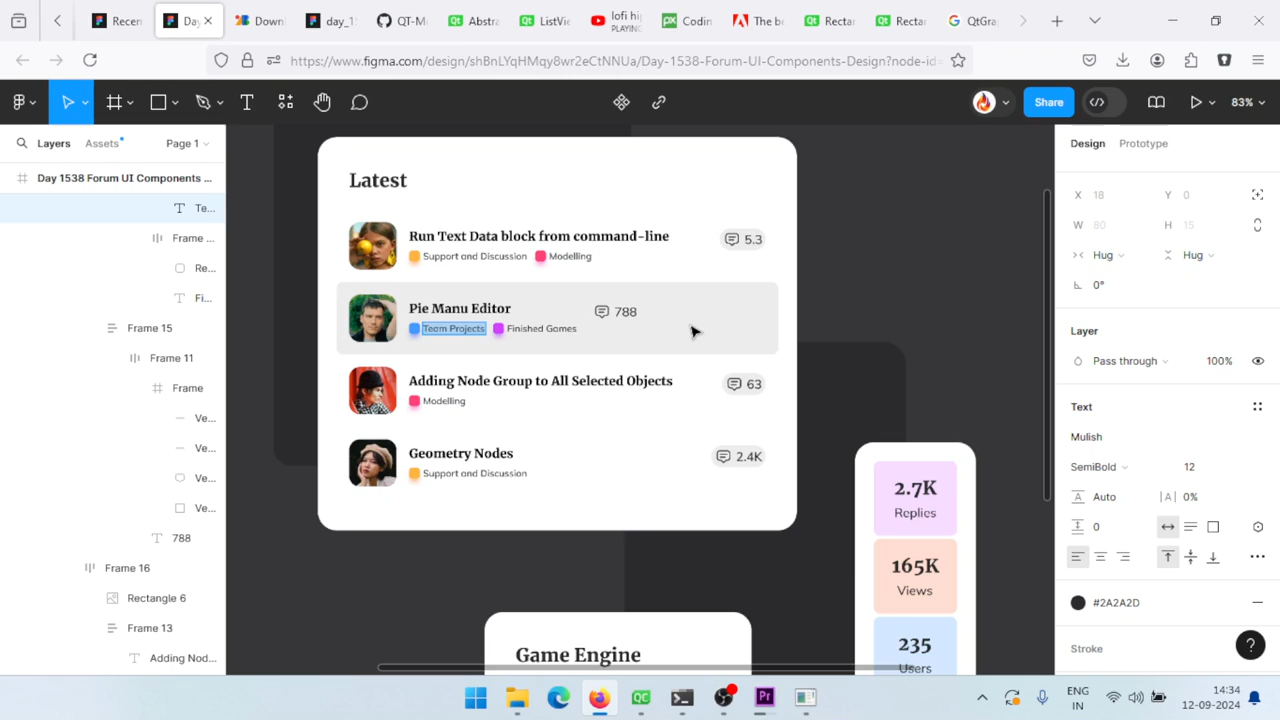 Recen
Day
Down
day_15
QT-M
Abstra
ListVie
lofi hip
PLAYING
Codin
The be
Rectar
Rectar
QtGra
https://www.figma.com/design/shBnLYqHMqy8wr2eCtNNUa/Day-1538-Forum-UI-Components-Design?node-id=
Share
83%
Layers
Assets
Page 1
Design
Prototype
Day 1538 Forum UI Components ...
Te...
Frame ...
Re...
Fi...
Frame 15
Frame 11
Frame
Ve...
Ve...
Ve...
Ve...
788
Frame 16
Rectangle 6
Frame 13
Adding Nod...
Latest
Run Text Data block from command-line
Support and Discussion
Modelling
5.3
Pie Manu Editor
Team Projects
Finished Games
788
Adding Node Group to All Selected Objects
Modelling
63
Geometry Nodes
Support and Discussion
2.4K
Game Engine
2.7K
Replies
165K
Views
235
Users
X 18
Y 0
W 80
H 15
Hug
Hug
0°
Layer
Pass through
100%
Text
Mulish
SemiBold
12
Auto
|A| 0%
0
#2A2A2D
Stroke
?
QC
Pr
ENG
IN
14:34
12-09-2024